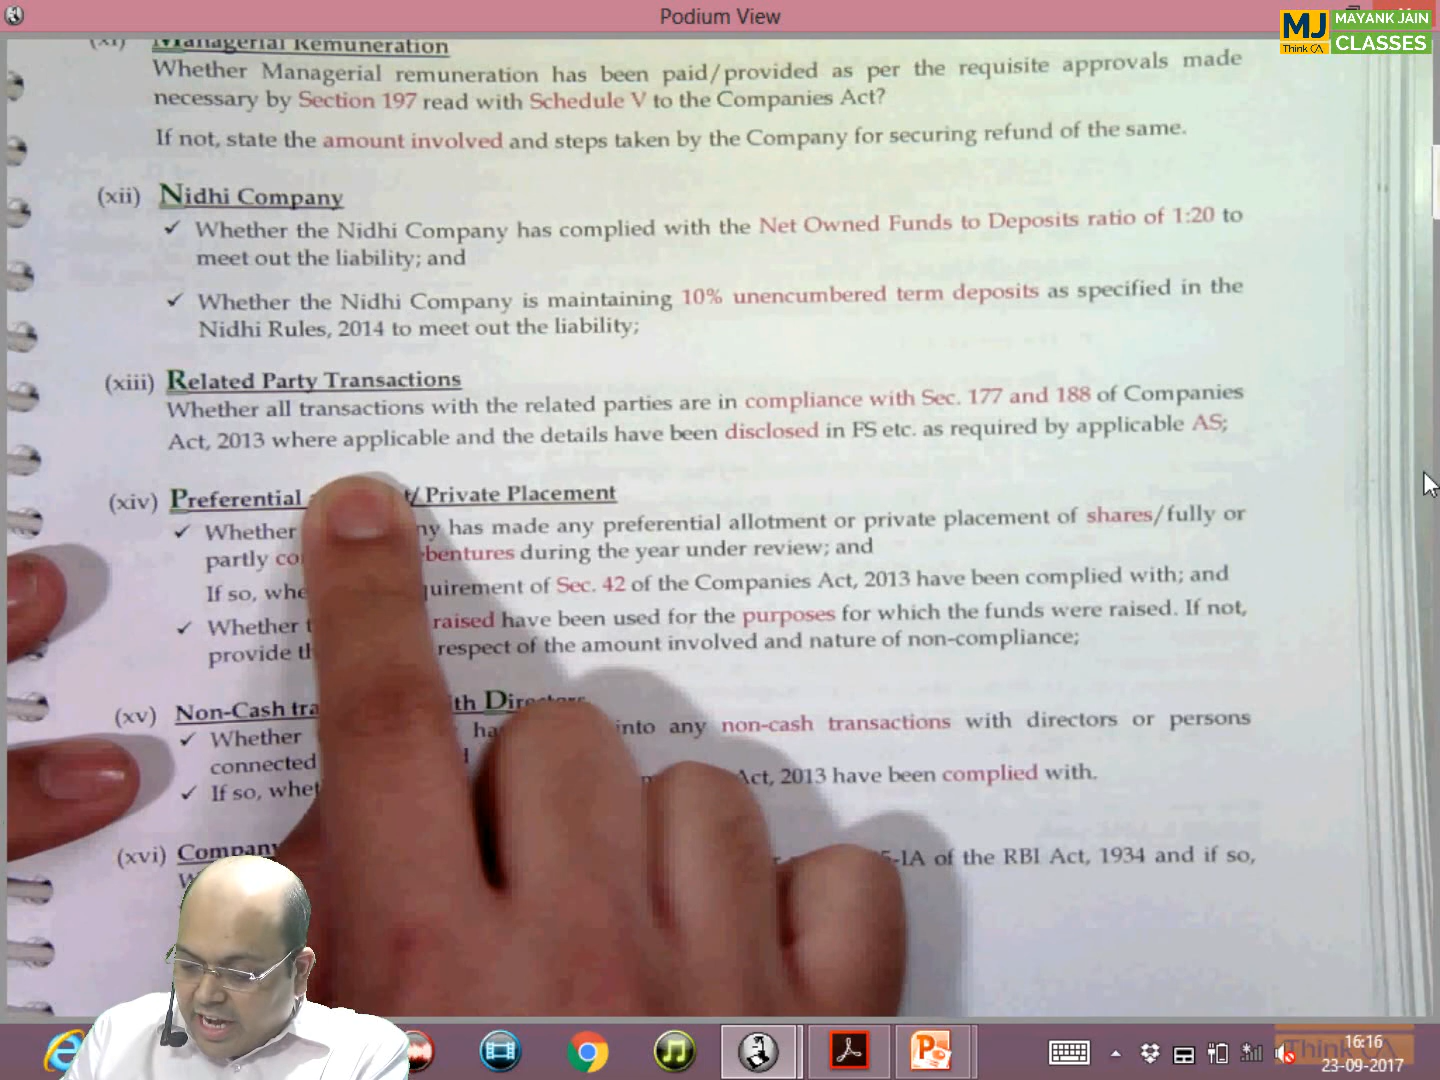 Podium View
MJ
Think CA
MAYANK JAIN
CLASSES
(xi) Managerial Remuneration
Whether Managerial remuneration has been paid/provided as per the requisite approvals made
necessary by Section 197 read with Schedule V to the Companies Act?
If not, state the amount involved and steps taken by the Company for securing refund of the same.
(xii) Nidhi Company
✓ Whether the Nidhi Company has complied with the Net Owned Funds to Deposits ratio of 1:20 to
meet out the liability; and
✓ Whether the Nidhi Company is maintaining 10% unencumbered term deposits as specified in the
Nidhi Rules, 2014 to meet out the liability;
(xiii) Related Party Transactions
Whether all transactions with the related parties are in compliance with Sec. 177 and 188 of Companies
Act, 2013 where applicable and the details have been disclosed in FS etc. as required by applicable AS;
(xiv) Preferential / Private Placement
✓ Whether has made any preferential allotment or private placement of shares/fully or
partly during the year under review; and
If so, of Sec. 42 of the Companies Act, 2013 have been complied with; and
✓ Whether raised have been used for the purposes for which the funds were raised. If not,
provide respect of the amount involved and nature of non-compliance;
(xv) Non-Cash
✓ Whether into any non-cash transactions with directors or persons
connected
✓ If so, Act, 2013 have been complied with.
(xvi) Company
-IA of the RBI Act, 1934 and if so,
Think CA
16:16
23-09-2017